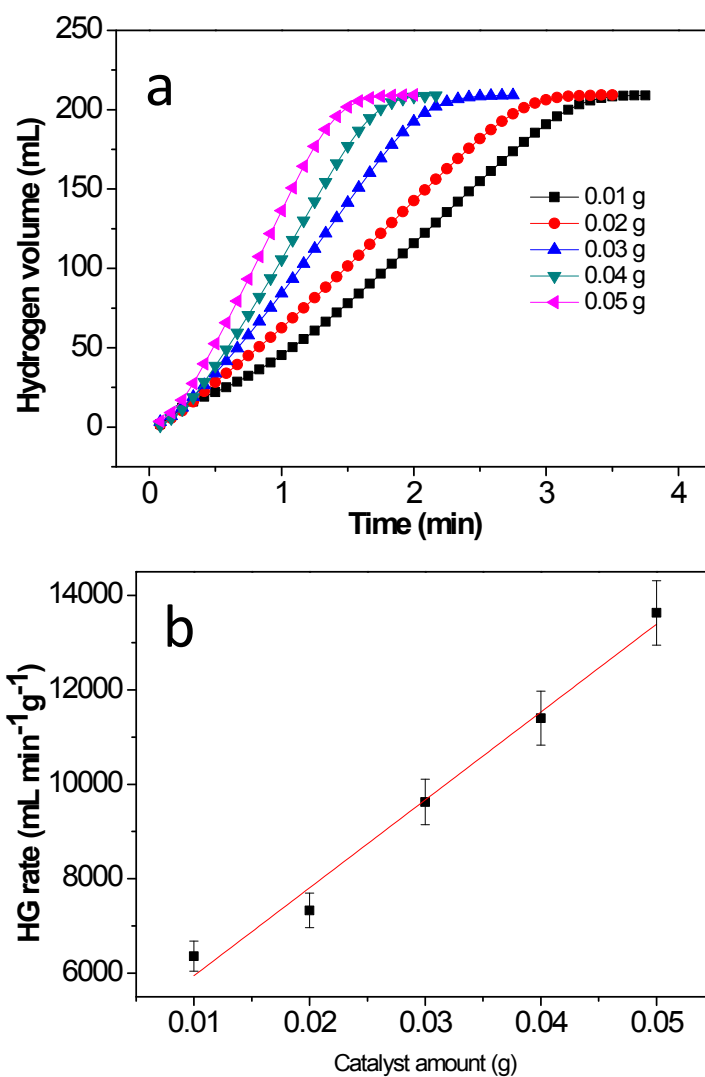 a
Hydrogen volume (mL)
250
200
150
100
50
0
0.01 g
0.02 g
0.03 g
0.04 g
0.05 g
0 1 2 3 4
Time (min)
b
HG rate (mL min⁻¹g⁻¹)
14000
12000
10000
8000
6000
0.01 0.02 0.03 0.04 0.05
Catalyst amount (g)